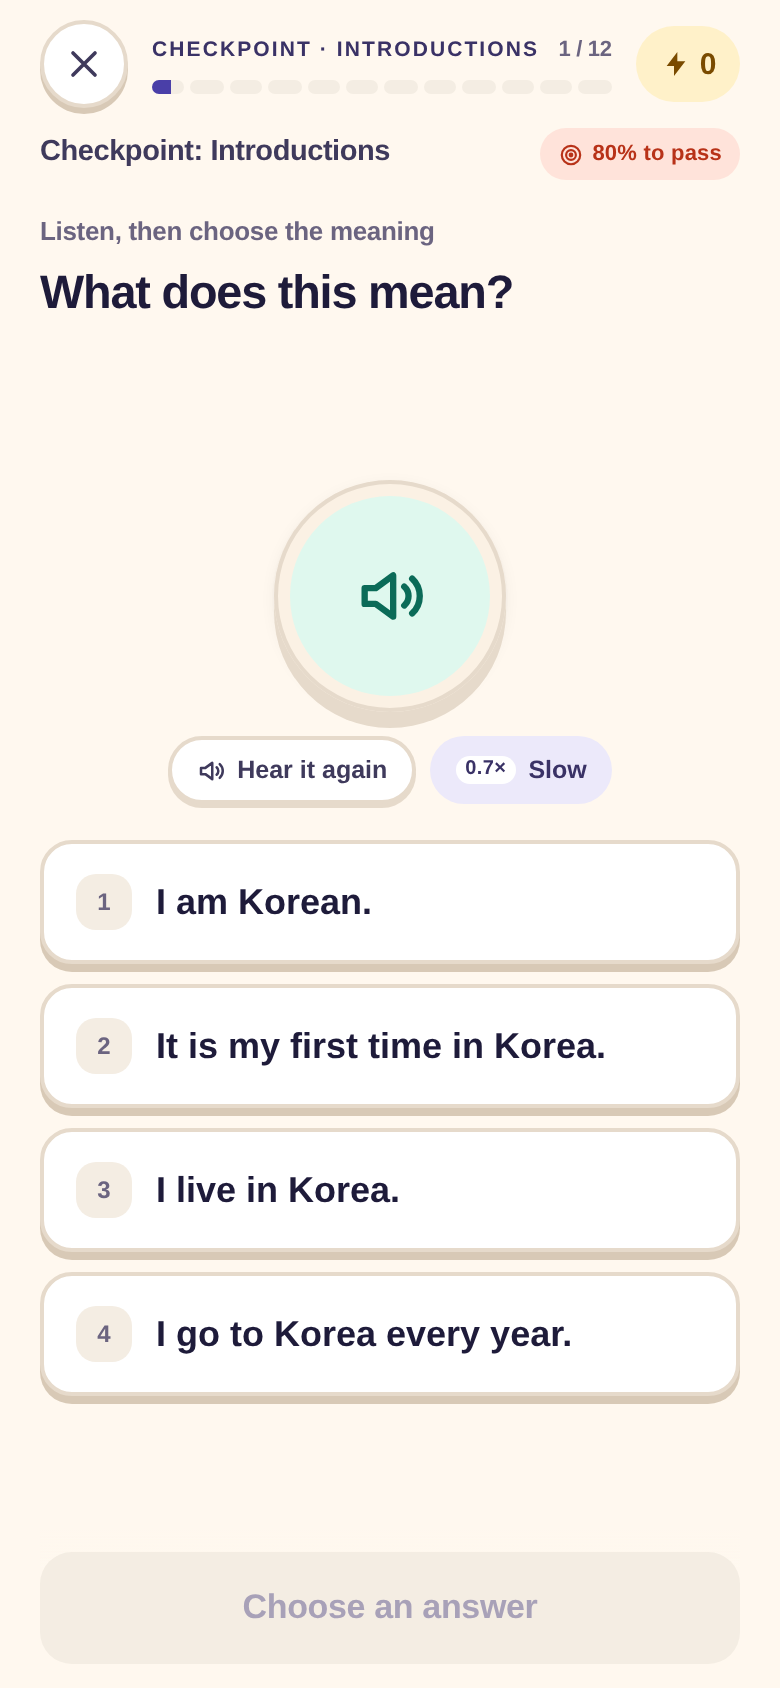 CHECKPOINT · INTRODUCTIONS 1 / 12
0
Checkpoint: Introductions
80% to pass
Listen, then choose the meaning
What does this mean?
Hear it again
0.7× Slow
1 I am Korean.
2 It is my first time in Korea.
3 I live in Korea.
4 I go to Korea every year.
Choose an answer